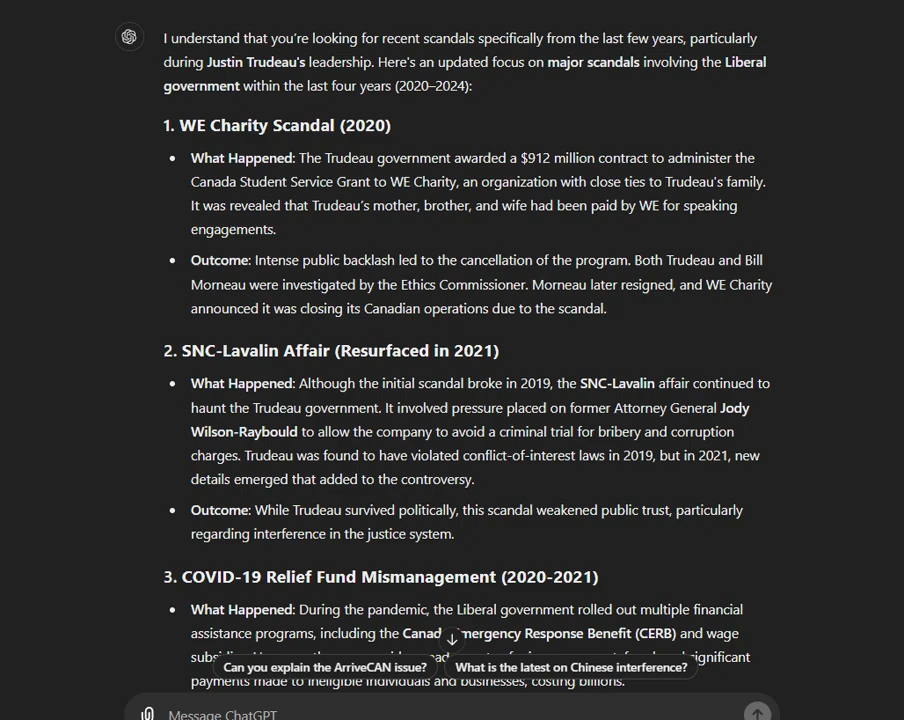 I understand that you're looking for recent scandals specifically from the last few years, particularly
during Justin Trudeau's leadership. Here's an updated focus on major scandals involving the Liberal
government within the last four years (2020–2024):
1. WE Charity Scandal (2020)
• What Happened: The Trudeau government awarded a $912 million contract to administer the
Canada Student Service Grant to WE Charity, an organization with close ties to Trudeau's family.
It was revealed that Trudeau's mother, brother, and wife had been paid by WE for speaking
engagements.
• Outcome: Intense public backlash led to the cancellation of the program. Both Trudeau and Bill
Morneau were investigated by the Ethics Commissioner. Morneau later resigned, and WE Charity
announced it was closing its Canadian operations due to the scandal.
2. SNC-Lavalin Affair (Resurfaced in 2021)
• What Happened: Although the initial scandal broke in 2019, the SNC-Lavalin affair continued to
haunt the Trudeau government. It involved pressure placed on former Attorney General Jody
Wilson-Raybould to allow the company to avoid a criminal trial for bribery and corruption
charges. Trudeau was found to have violated conflict-of-interest laws in 2019, but in 2021, new
details emerged that added to the controversy.
• Outcome: While Trudeau survived politically, this scandal weakened public trust, particularly
regarding interference in the justice system.
3. COVID-19 Relief Fund Mismanagement (2020-2021)
• What Happened: During the pandemic, the Liberal government rolled out multiple financial
assistance programs, including the Canad mergency Response Benefit (CERB) and wage
significant
Can you explain the ArriveCAN issue? What is the latest on Chinese interference?
payments made to ineligible individuals and businesses, costing billions.
Message ChatGPT